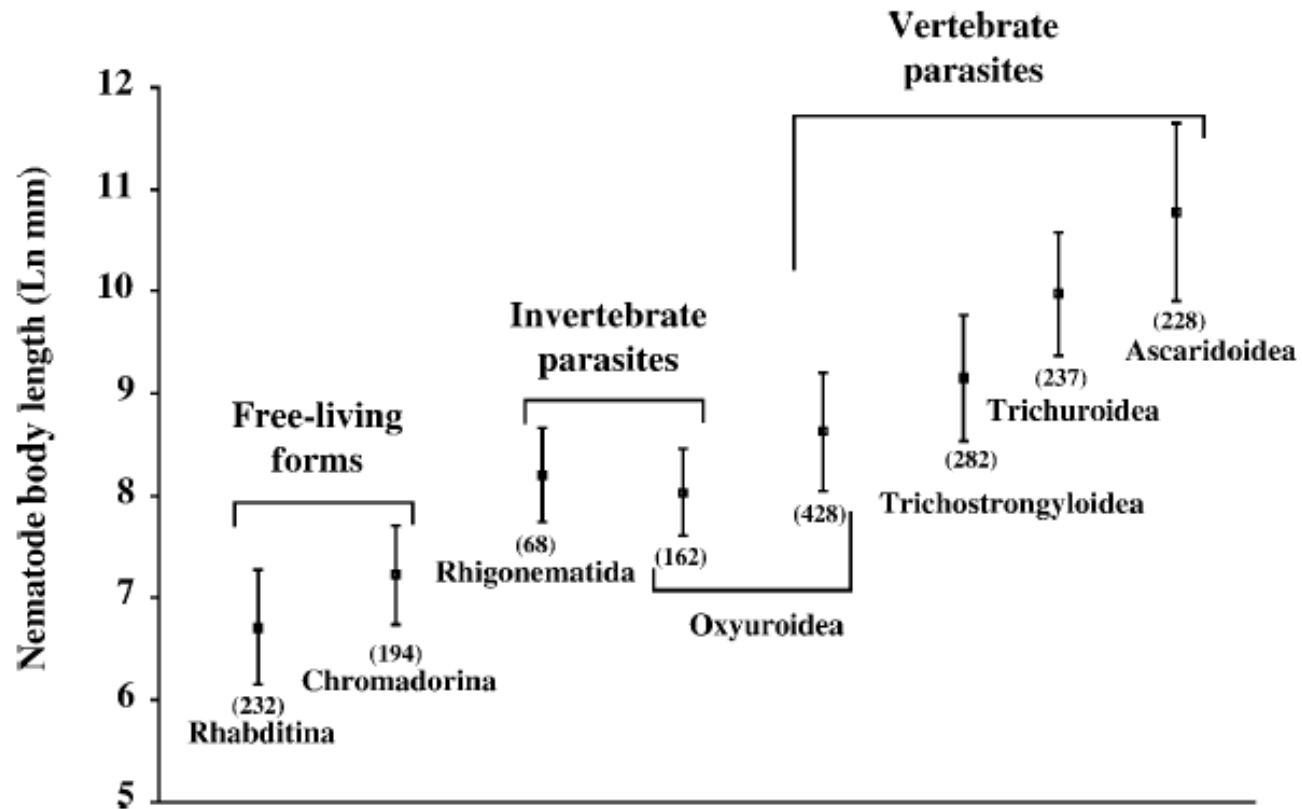 Vertebrate
parasites
12
11
10
9
8
7
6
5
Nematode body length (Ln mm)
Free-living
forms
Invertebrate
parasites
(232)
Rhabditina
(194)
Chromadorina
(68)
Rhigonematida
(162)
(428)
Oxyuroidea
(282)
Trichostrongyloidea
(237)
Trichuroidea
(228)
Ascaridoidea